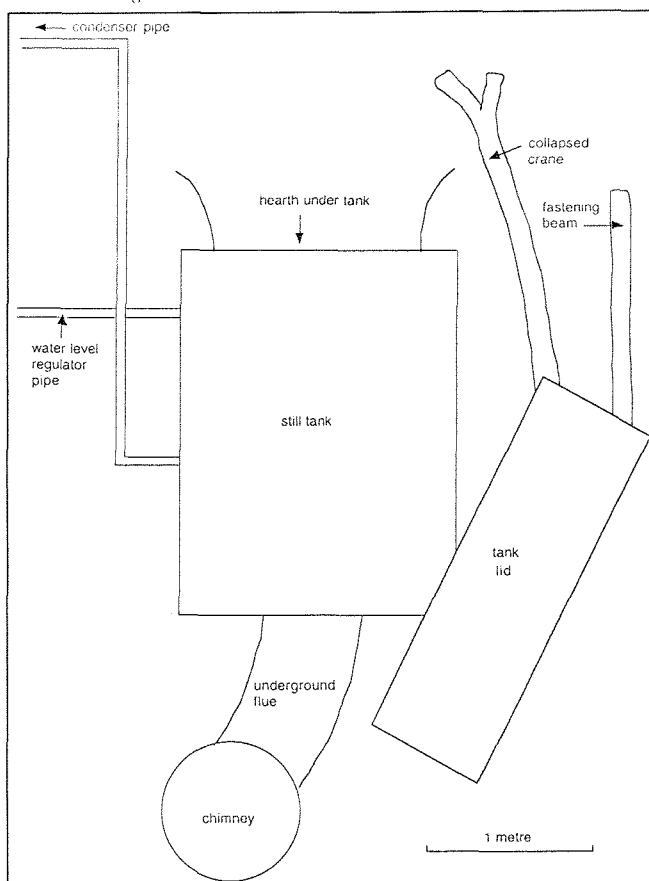 condenser pipe
collapsed
crane
hearth under tank
fastening
beam
water level
regulator
pipe
still tank
tank
lid
underground
flue
chimney
1 metre